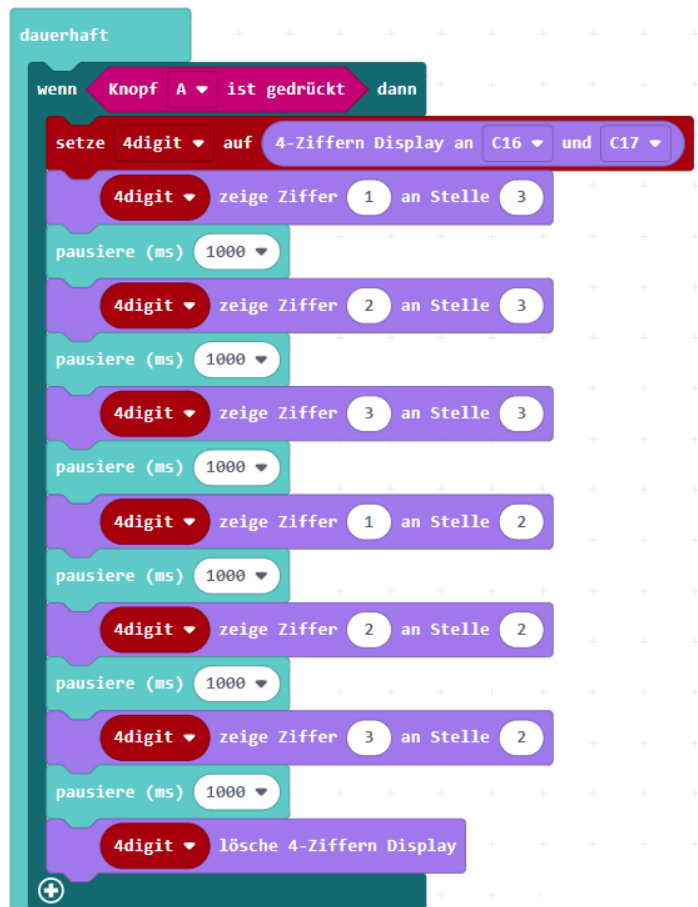 dauerhaft
wenn Knopf A ist gedrückt dann
setze 4digit auf 4-Ziffern Display an C16 und C17
4digit zeige Ziffer 1 an Stelle 3
pausiere (ms) 1000
4digit zeige Ziffer 2 an Stelle 3
pausiere (ms) 1000
4digit zeige Ziffer 3 an Stelle 3
pausiere (ms) 1000
4digit zeige Ziffer 1 an Stelle 2
pausiere (ms) 1000
4digit zeige Ziffer 2 an Stelle 2
pausiere (ms) 1000
4digit zeige Ziffer 3 an Stelle 2
pausiere (ms) 1000
4digit lösche 4-Ziffern Display